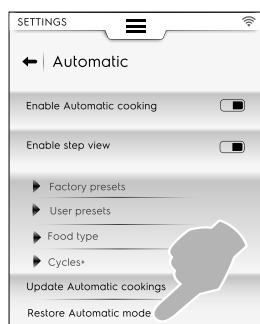 SETTINGS
Automatic
Enable Automatic cooking
Enable step view
Factory presets
User presets
Food type
Cycles+
Update Automatic cookings
Restore Automatic mode